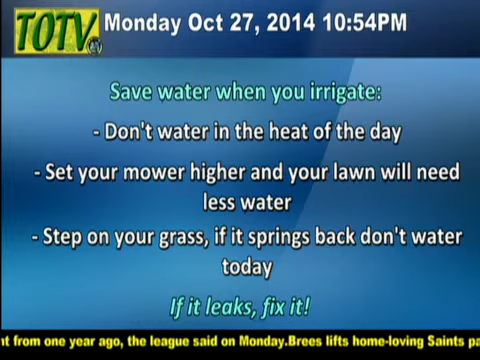 TOTV
Monday Oct 27, 2014 10:54PM
Save water when you irrigate:
- Don't water in the heat of the day
- Set your mower higher and your lawn will need
less water
- Step on your grass, if it springs back don't water
today
If it leaks, fix it!
nt from one year ago, the league said on Monday.Brees lifts home-loving Saints pa